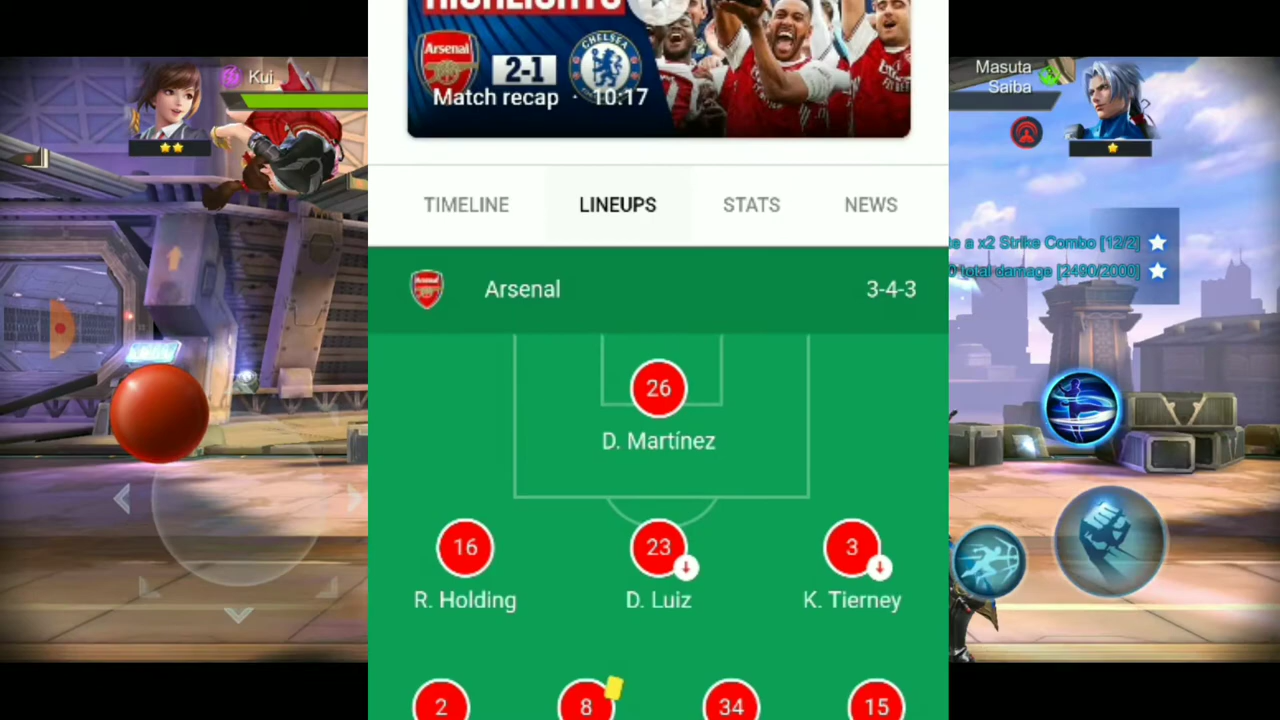 HIGHLIGHTS
Arsenal
2-1
CHELSEA
Match recap · 10:17
Kui
Masuta
Saiba
TIMELINE
LINEUPS
STATS
NEWS
a x2 Strike Combo [12/2]
total damage [2490/2000]
Arsenal
3-4-3
26
D. Martínez
16
23
3
R. Holding
D. Luiz
K. Tierney
2
8
34
15